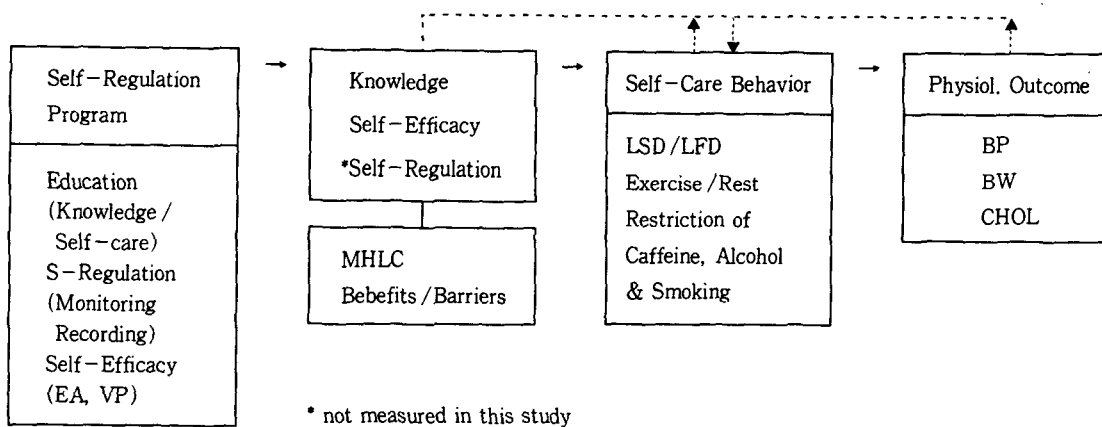 Self-Regulation
Program
Education
(Knowledge /
Self-care)
S-Regulation
(Monitoring
Recording)
Self-Efficacy
(EA, VP)
Knowledge
Self-Efficacy
*Self-Regulation
MHLC
Bebefits/Barriers
Self-Care Behavior
LSD/LFD
Exercise/Rest
Restriction of
Caffeine, Alcohol
& Smoking
Physiol. Outcome
BP
BW
CHOL
* not measured in this study